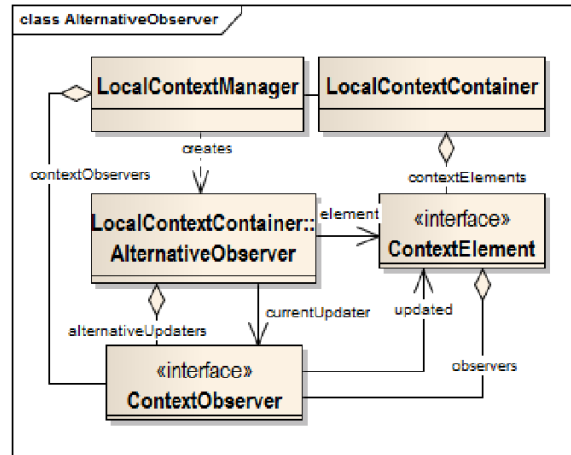 class AlternativeObserver
LocalContextManager
LocalContextContainer
creates
contextObservers
contextElements
LocalContextContainer::
AlternativeObserver
element
«interface»
ContextElement
currentUpdater
updated
alternativeUpdaters
observers
«interface»
ContextObserver